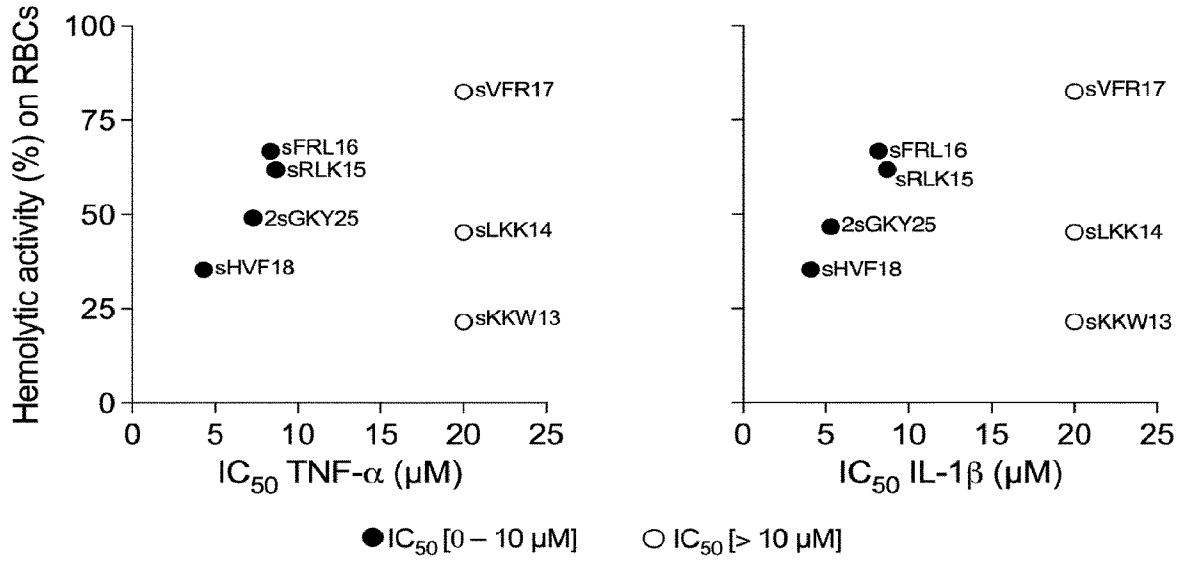 Hemolytic activity (%) on RBCs
100
75
50
25
0
sVFR17
sFRL16
sRLK15
2sGKY25
sLKK14
sHVF18
sKKW13
0 5 10 15 20 25
IC50 TNF-α (µM)
sVFR17
sFRL16
sRLK15
2sGKY25
sLKK14
sHVF18
sKKW13
0 5 10 15 20 25
IC50 IL-1β (µM)
IC50 [0 – 10 µM] IC50 [> 10 µM]